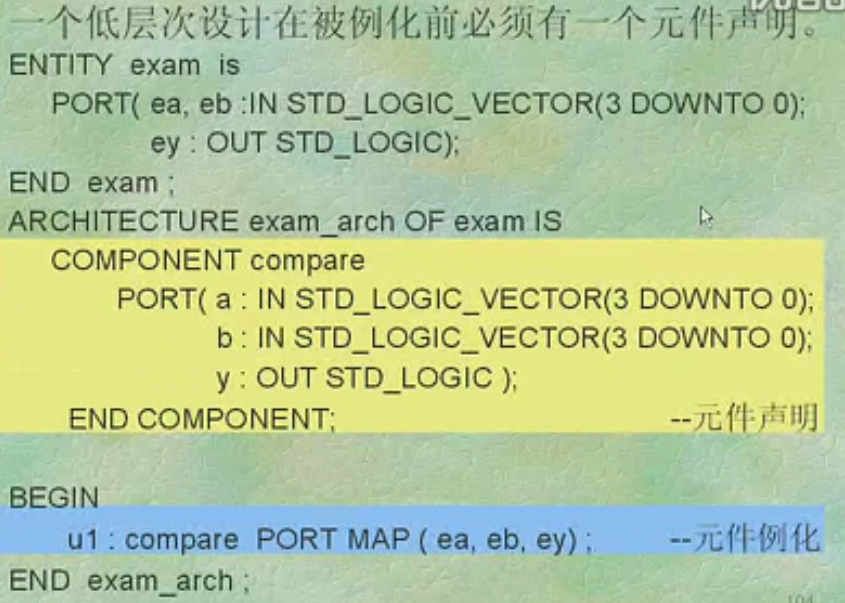 一个低层次设计在被例化前必须有一个元件声明。
ENTITY exam is
PORT( ea, eb :IN STD_LOGIC_VECTOR(3 DOWNTO 0);
ey : OUT STD_LOGIC);
END exam ;
ARCHITECTURE exam_arch OF exam IS
COMPONENT compare
PORT( a : IN STD_LOGIC_VECTOR(3 DOWNTO 0);
b : IN STD_LOGIC_VECTOR(3 DOWNTO 0);
y : OUT STD_LOGIC );
END COMPONENT; --元件声明
BEGIN
u1 : compare PORT MAP ( ea, eb, ey) ; --元件例化
END exam_arch ;
104